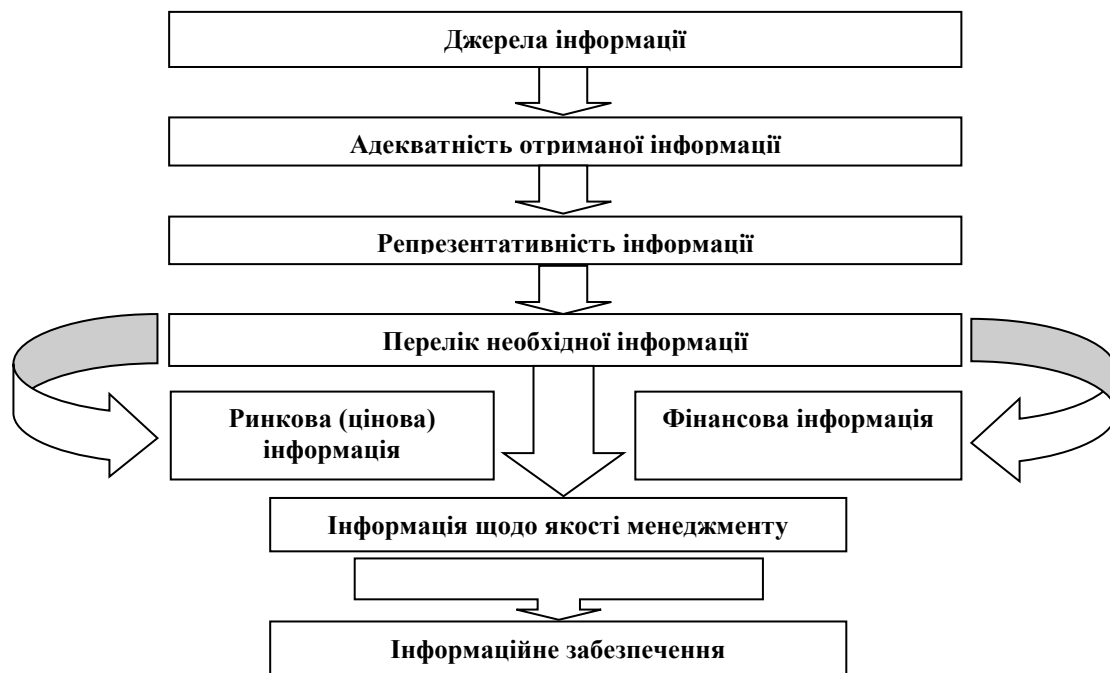 Джерела інформації
Адекватність отриманої інформації
Репрезентативність інформації
Перелік необхідної інформації
Ринкова (цінова)
інформація
Фінансова інформація
Інформація щодо якості менеджменту
Інформаційне забезпечення